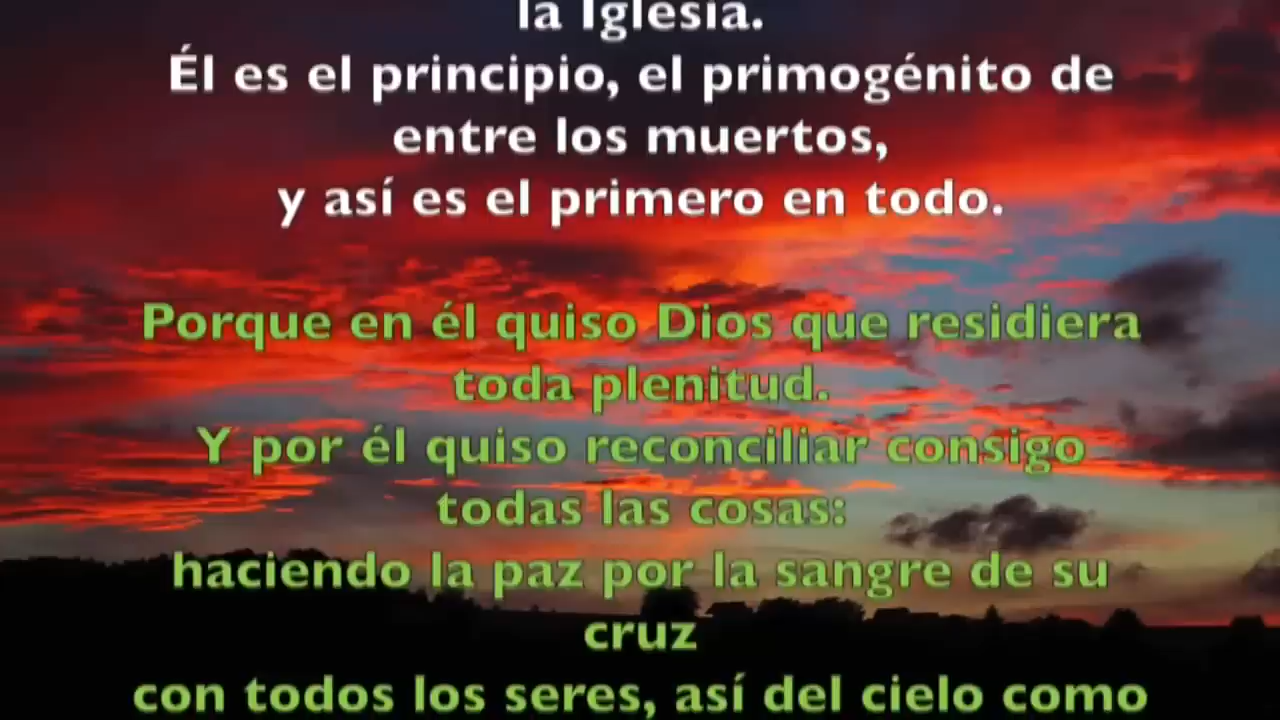 la Iglesia.
Él es el principio, el primogénito de
entre los muertos,
y así es el primero en todo.
Porque en él quiso Dios que residiera
toda plenitud.
Y por él quiso reconciliar consigo
todas las cosas:
haciendo la paz por la sangre de su
cruz
con todos los seres, así del cielo como